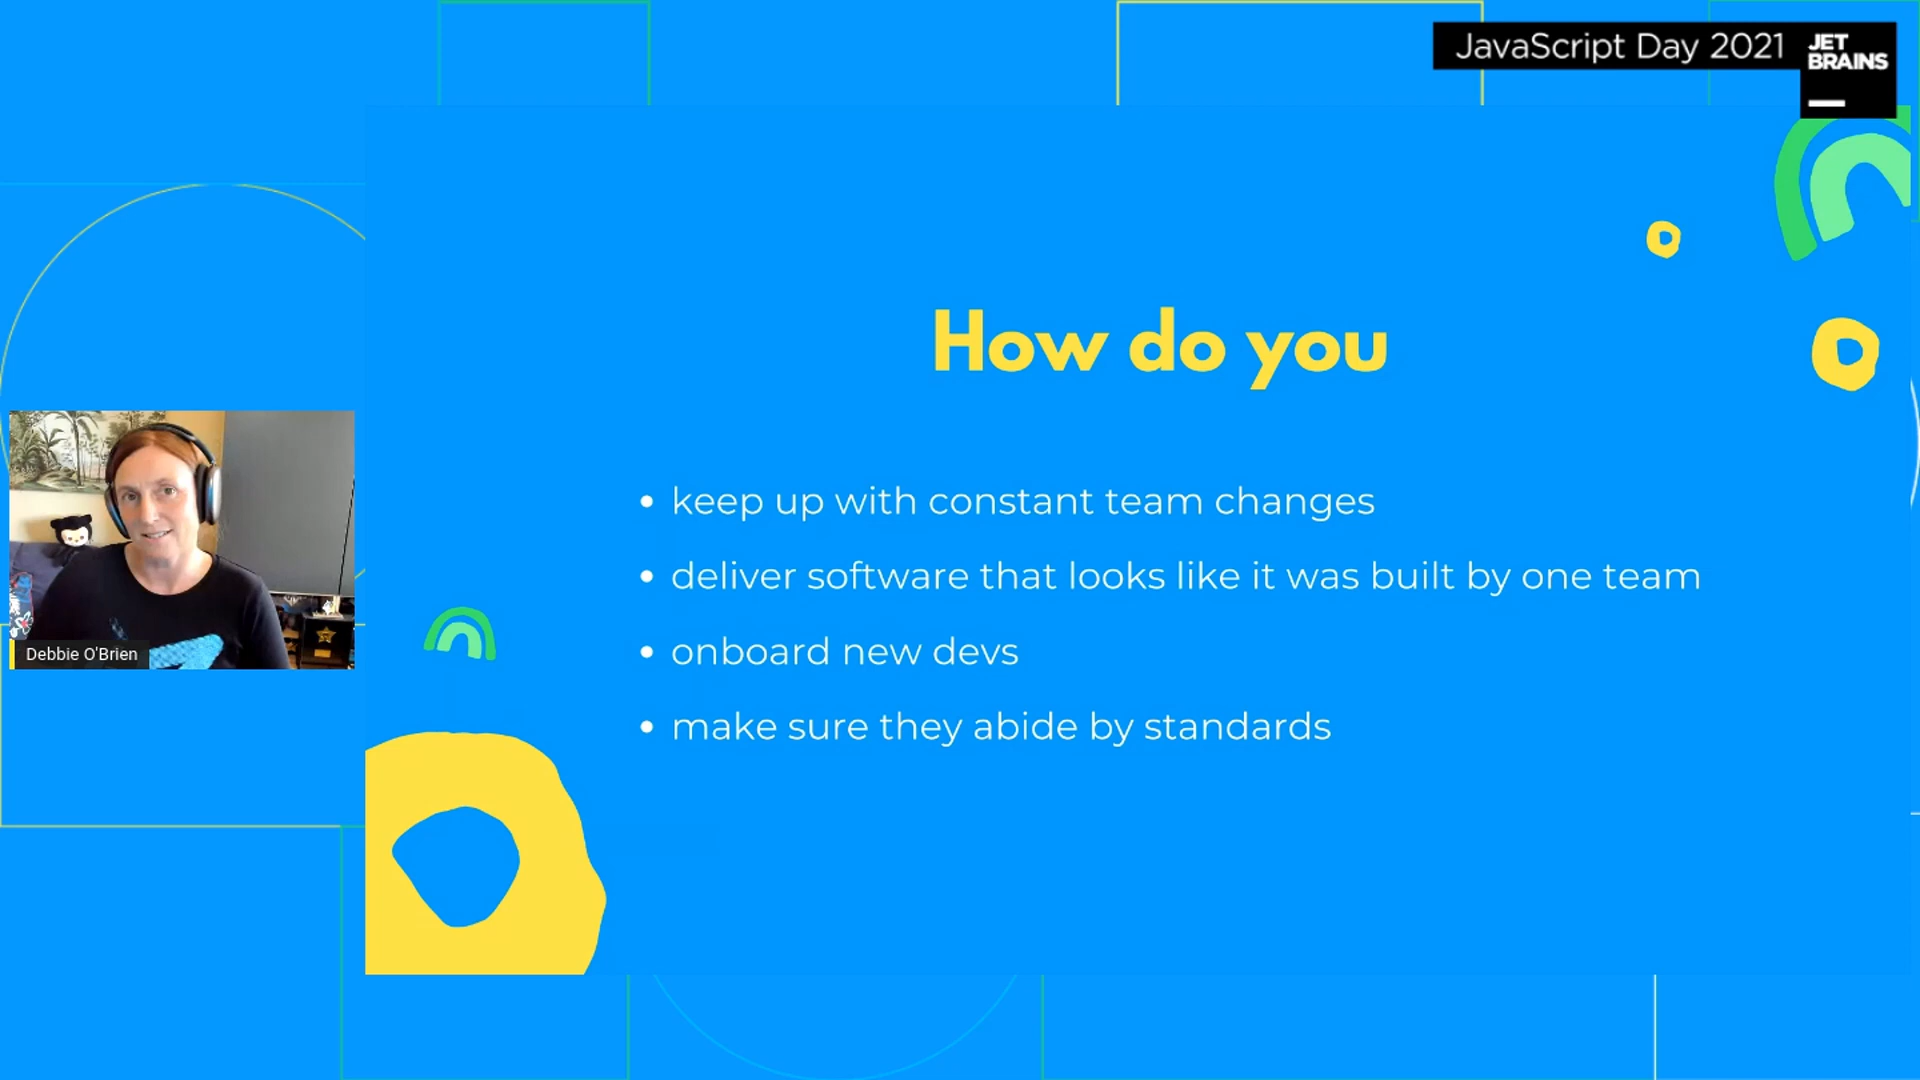 JavaScript Day 2021
JET
BRAINS
How do you
• keep up with constant team changes
• deliver software that looks like it was built by one team
• onboard new devs
• make sure they abide by standards
Debbie O'Brien